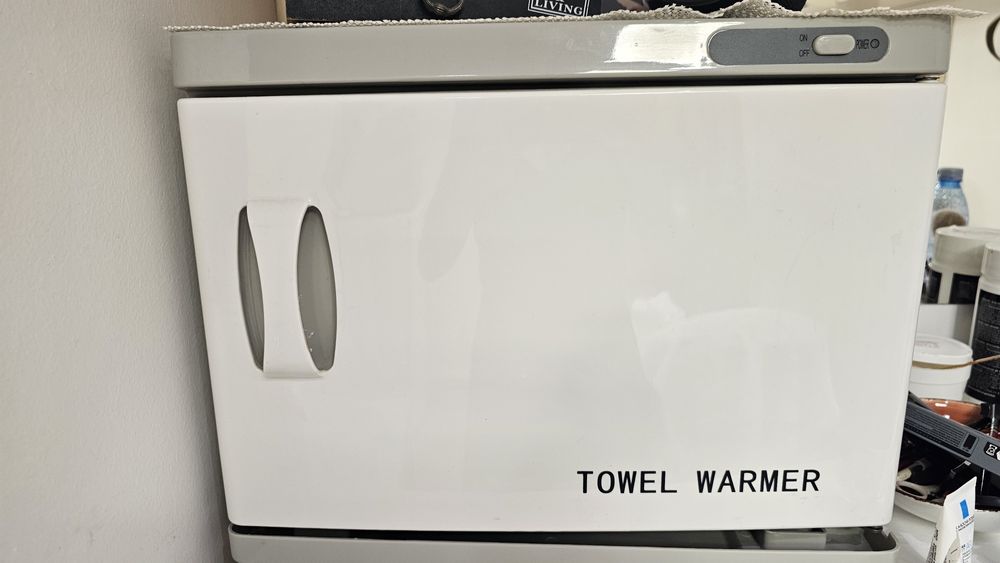 LIVING
ON
OFF
POWER
TOWEL WARMER